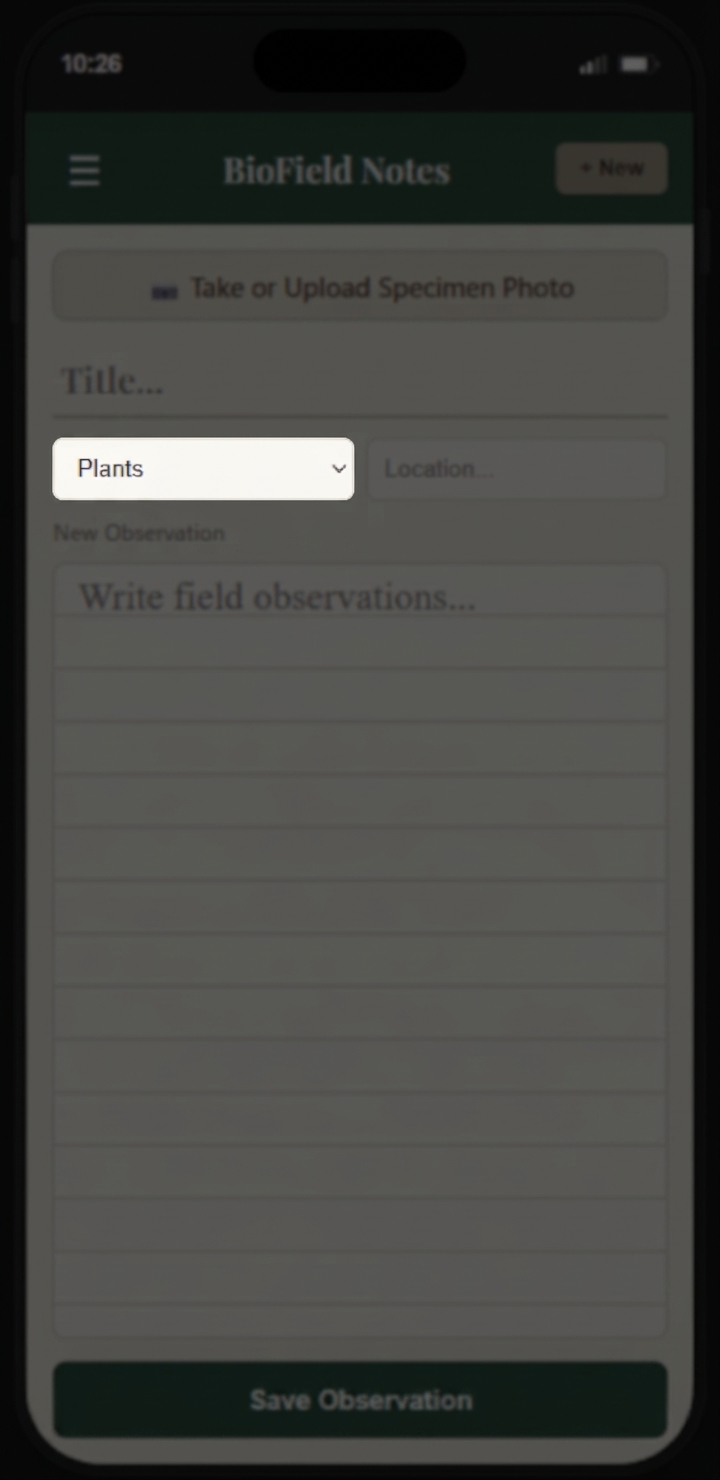 10:26
BioField Notes
+ New
Take or Upload Specimen Photo
Title...
Plants
Location...
New Observation
Write field observations...
Save Observation